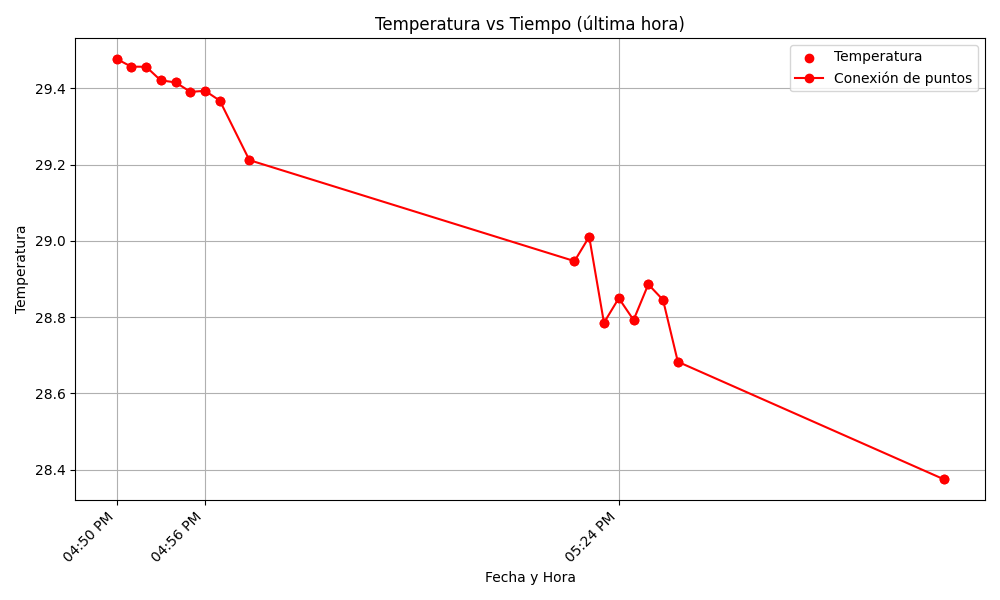 Temperatura vs Tiempo (última hora)
Temperatura
Conexión de puntos
29.4
29.2
29.0
28.8
28.6
28.4
Temperatura
04:50 PM
04:56 PM
05:24 PM
Fecha y Hora